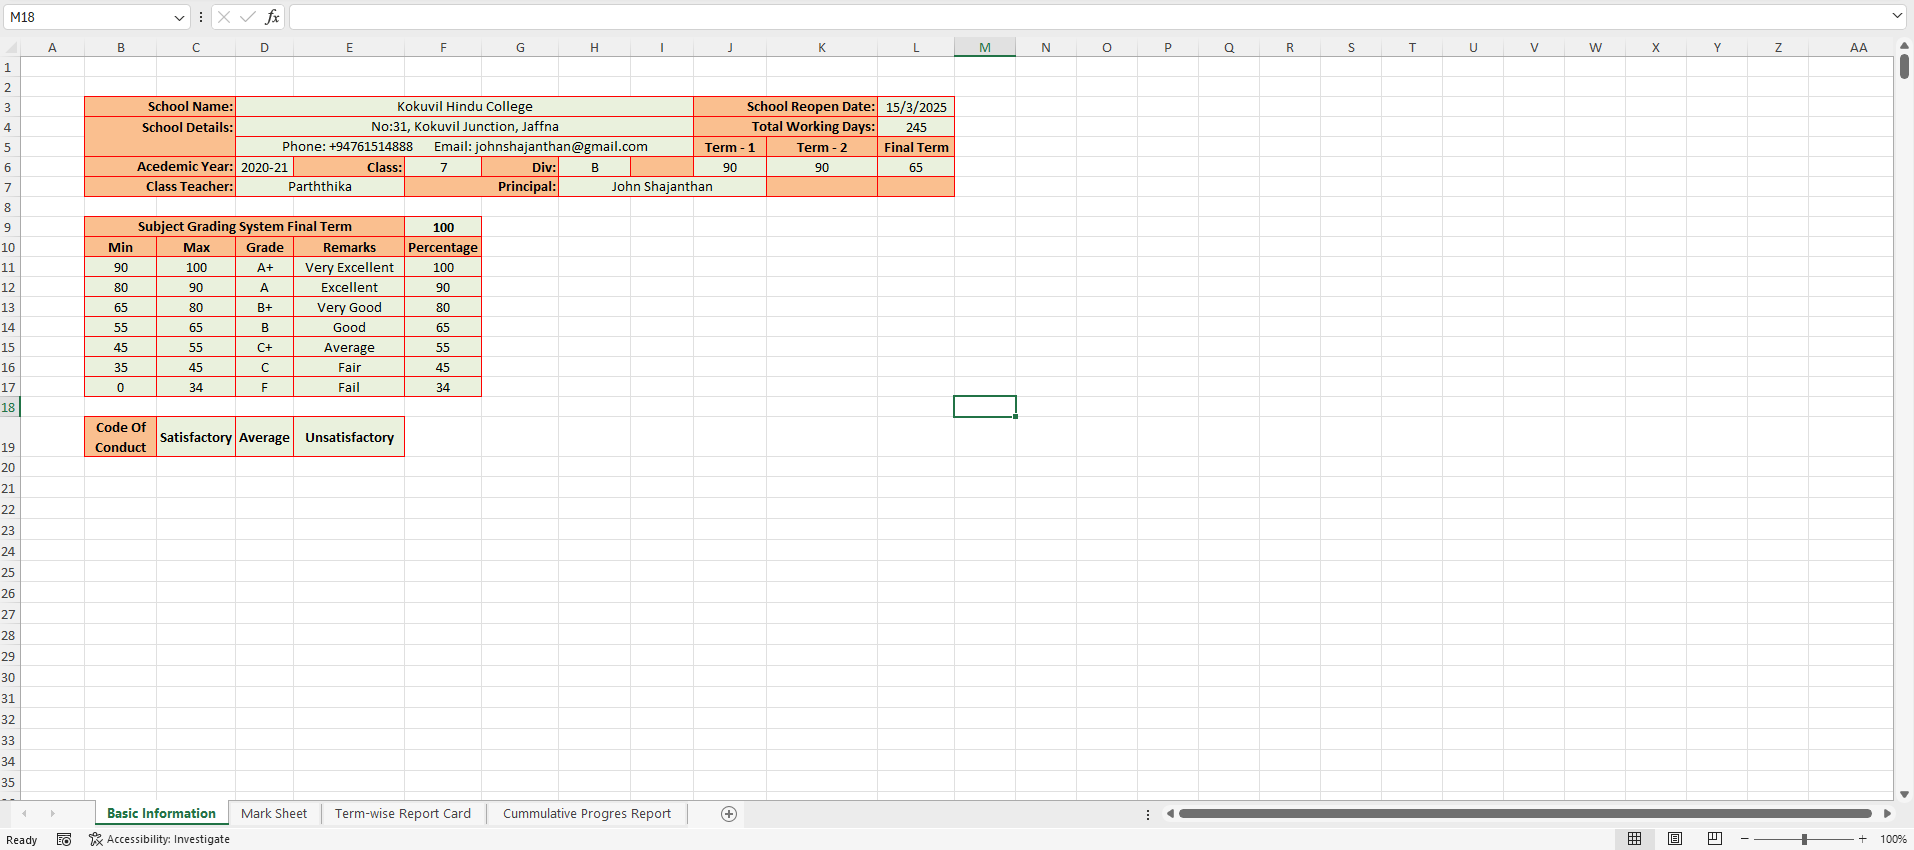 M18
fx
A B C D E F G H I J K L M N O P Q R S T U V W X Y Z AA
1
2
3 School Name: Kokuvil Hindu College School Reopen Date: 15/3/2025
4 School Details: No:31, Kokuvil Junction, Jaffna Total Working Days: 245
5 Phone: +94761514888 Email: johnshajanthan@gmail.com Term - 1 Term - 2 Final Term
6 Acedemic Year: 2020-21 Class: 7 Div: B 90 90 65
7 Class Teacher: Parththika Principal: John Shajanthan
8
9 Subject Grading System Final Term 100
10 Min Max Grade Remarks Percentage
11 90 100 A+ Very Excellent 100
12 80 90 A Excellent 90
13 65 80 B+ Very Good 80
14 55 65 B Good 65
15 45 55 C+ Average 55
16 35 45 C Fair 45
17 0 34 F Fail 34
18
Code Of
Conduct Satisfactory Average Unsatisfactory
19
20
21
22
23
24
25
26
27
28
29
30
31
32
33
34
35
Basic Information Mark Sheet Term-wise Report Card Cummulative Progres Report
Ready Accessibility: Investigate 100%